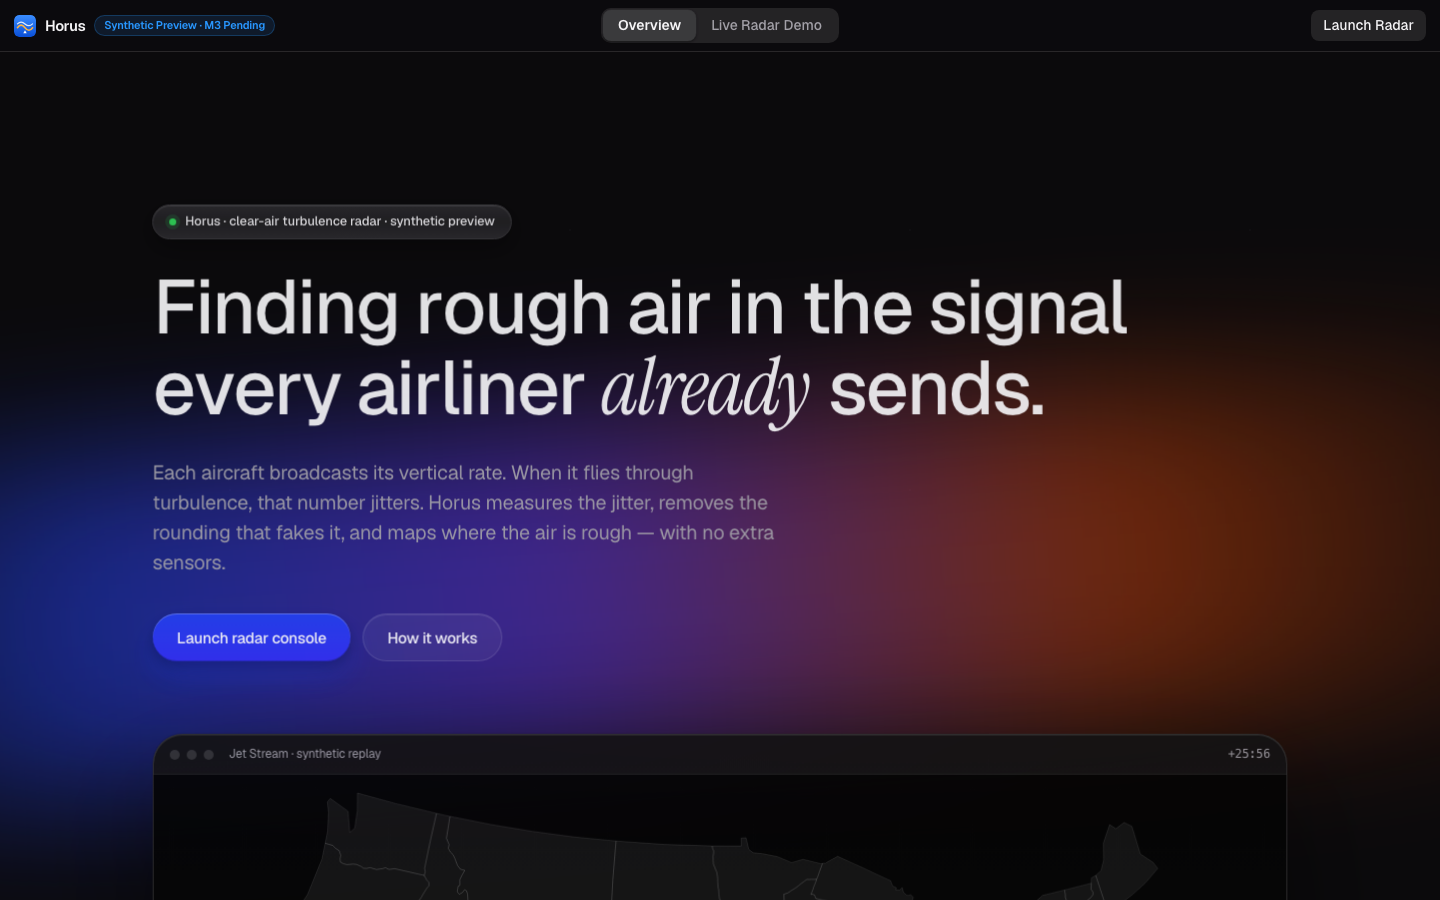 Horus
Synthetic Preview · M3 Pending
Overview
Live Radar Demo
Launch Radar
Horus · clear-air turbulence radar · synthetic preview
Finding rough air in the signal
every airliner already sends.
Each aircraft broadcasts its vertical rate. When it flies through
turbulence, that number jitters. Horus measures the jitter, removes the
rounding that fakes it, and maps where the air is rough — with no extra
sensors.
Launch radar console
How it works
Jet Stream · synthetic replay
+25:56